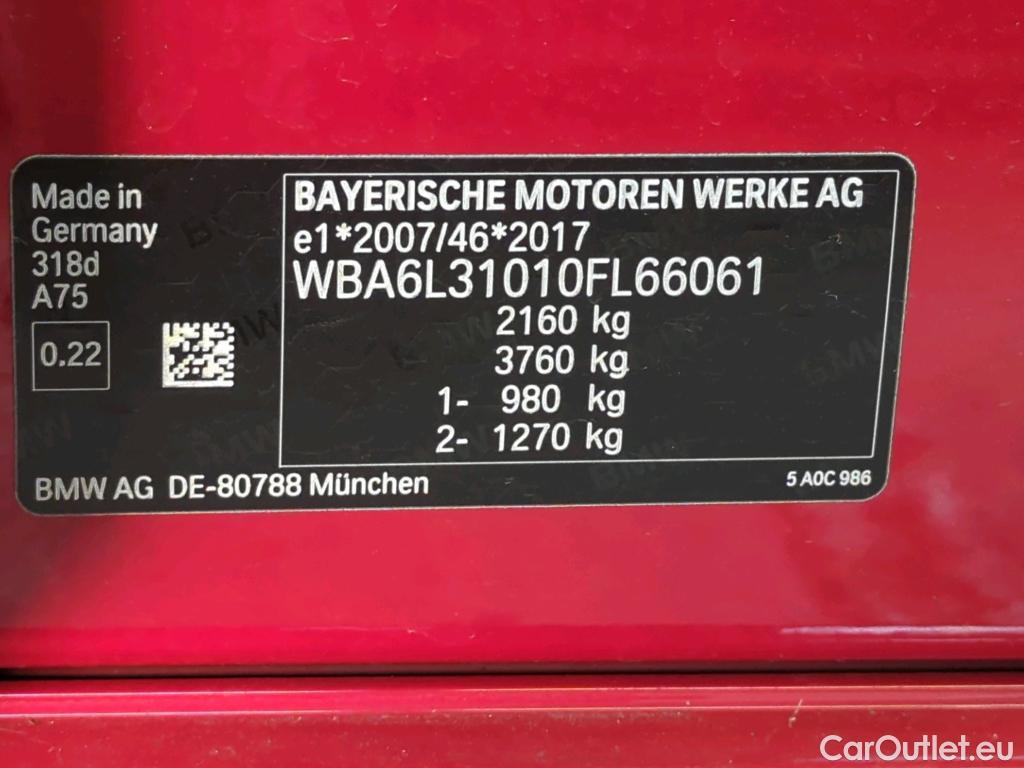 Made in
Germany
318d
A75
0.22
BAYERISCHE MOTOREN WERKE AG
e1*2007/46*2017
WBA6L31010FL66061
2160 kg
3760 kg
1- 980 kg
2- 1270 kg
BMW AG DE-80788 München
5 A0C 986
CarOutlet.eu